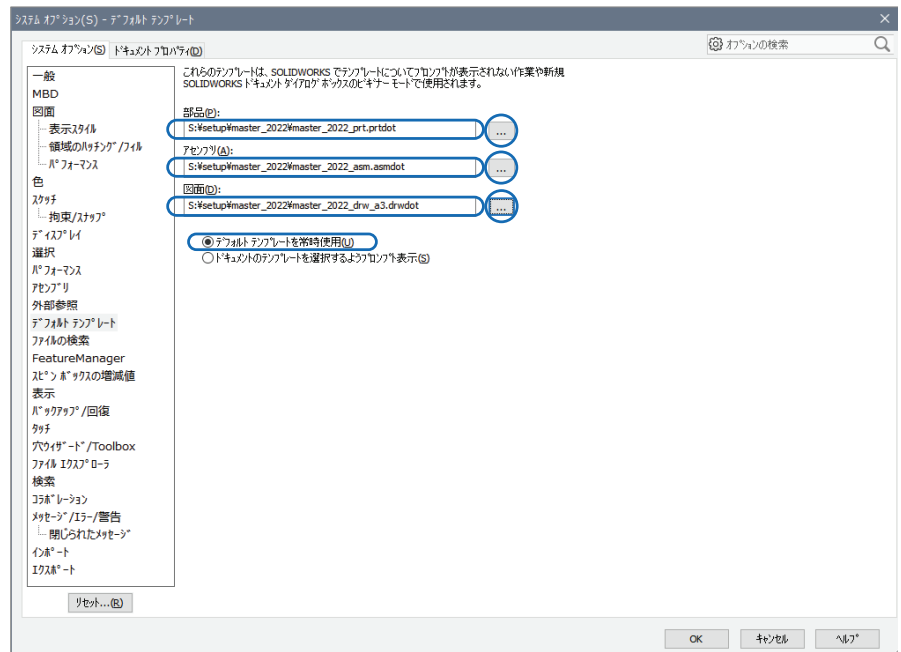 ｼｽﾃﾑ ｵﾌﾟｼｮﾝ(S) - ﾃﾞﾌｫﾙﾄ ﾃﾝﾌﾟﾚｰﾄ
ｼｽﾃﾑ ｵﾌﾟｼｮﾝ(S) ﾄﾞｷｭﾒﾝﾄ ﾌﾟﾛﾊﾟﾃｨ(D)
ｵﾌﾟｼｮﾝの検索
一般
MBD
図面
表示ｽﾀｲﾙ
領域のﾊｯﾁﾝｸﾞ/ﾌｨﾙ
ﾊﾟﾌｫｰﾏﾝｽ
色
ｽｹｯﾁ
拘束/ｽﾅｯﾌﾟ
ﾃﾞｨｽﾌﾟﾚｲ
選択
ﾊﾟﾌｫｰﾏﾝｽ
ｱｾﾝﾌﾞﾘ
外部参照
ﾃﾞﾌｫﾙﾄ ﾃﾝﾌﾟﾚｰﾄ
ﾌｧｲﾙの検索
FeatureManager
ｽﾋﾟﾝ ﾎﾞｯｸｽの増減値
表示
ﾊﾞｯｸｱｯﾌﾟ/回復
ﾀｯﾁ
穴ｳｨｻﾞｰﾄﾞ/Toolbox
ﾌｧｲﾙ ｴｸｽﾌﾟﾛｰﾗ
検索
ｺﾗﾎﾞﾚｰｼｮﾝ
ﾒｯｾｰｼﾞ/ｴﾗｰ/警告
閉じられたﾒｯｾｰｼﾞ
ｲﾝﾎﾟｰﾄ
ｴｸｽﾎﾟｰﾄ
ﾘｾｯﾄ...(R)
これらのﾃﾝﾌﾟﾚｰﾄは、SOLIDWORKS でﾃﾝﾌﾟﾚｰﾄについてﾌﾟﾛﾝﾌﾟﾄが表示されない作業や新規
SOLIDWORKS ﾄﾞｷｭﾒﾝﾄ ﾀﾞｲｱﾛｸﾞ ﾎﾞｯｸｽのﾋﾞｷﾞﾅｰ ﾓｰﾄﾞで使用されます。
部品(P):
S:¥setup¥master_2022¥master_2022_prt.prtdot
...
ｱｾﾝﾌﾞﾘ(A):
S:¥setup¥master_2022¥master_2022_asm.asmdot
...
図面(D):
S:¥setup¥master_2022¥master_2022_drw_a3.drwdot
...
ﾃﾞﾌｫﾙﾄ ﾃﾝﾌﾟﾚｰﾄを常時使用(U)
ﾄﾞｷｭﾒﾝﾄのﾃﾝﾌﾟﾚｰﾄを選択するようﾌﾟﾛﾝﾌﾟﾄ表示(S)
OK ｷｬﾝｾﾙ ﾍﾙﾌﾟ